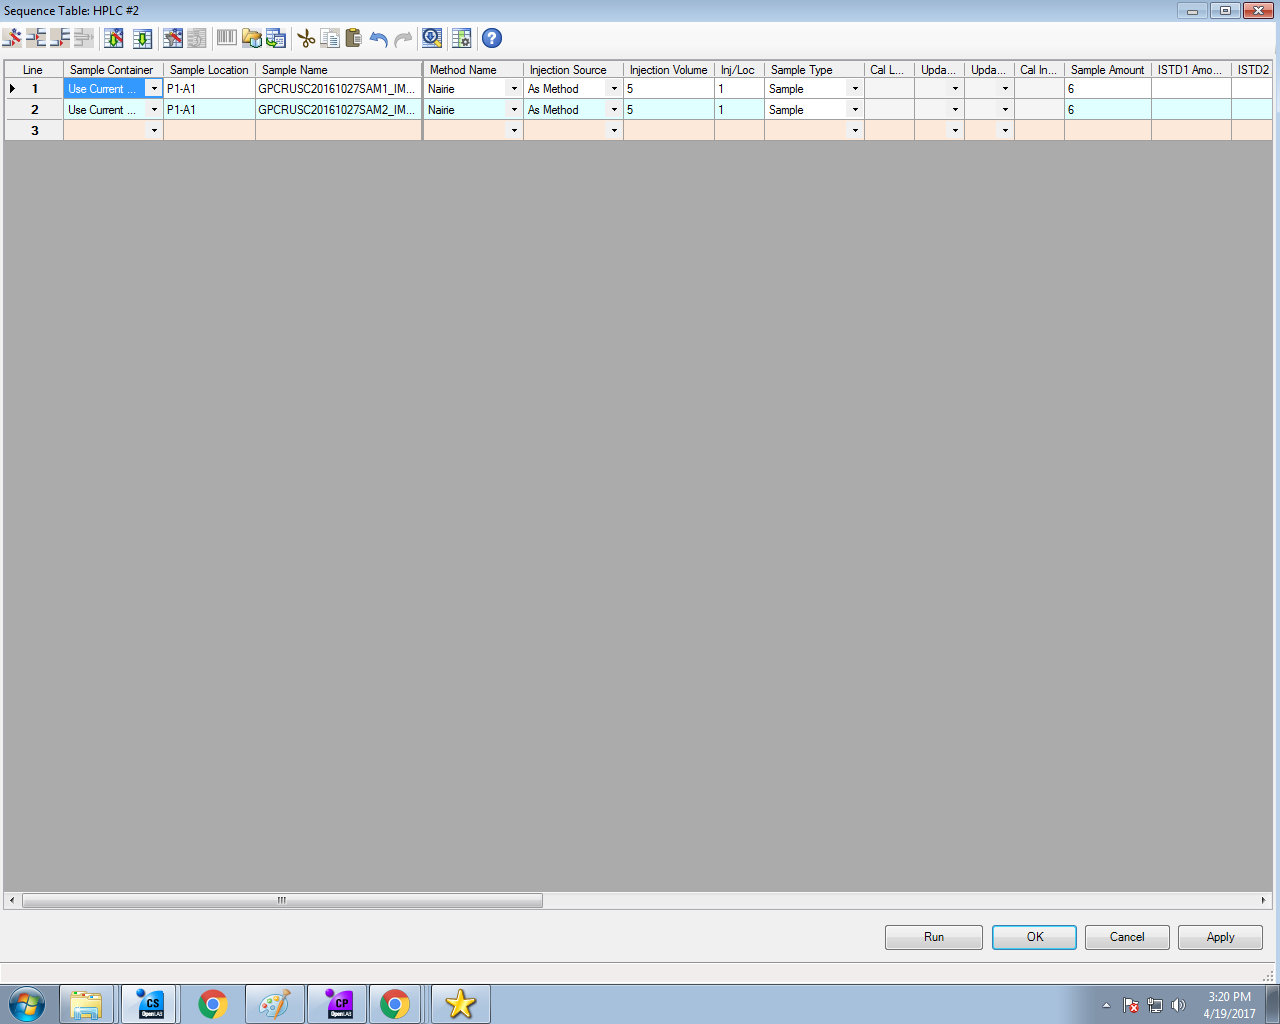 Sequence Table: HPLC #2
Line Sample Container Sample Location Sample Name Method Name Injection Source Injection Volume Inj/Loc Sample Type Cal L... Upda... Upda... Cal In... Sample Amount ISTD1 Amo... ISTD2
1 Use Current ... P1-A1 GPCRUSC20161027SAM1_IM... Nairie As Method 5 1 Sample 6
2 Use Current ... P1-A1 GPCRUSC20161027SAM2_IM... Nairie As Method 5 1 Sample 6
3
Run OK Cancel Apply
CS OpenLAB CP OpenLAB
3:20 PM
4/19/2017